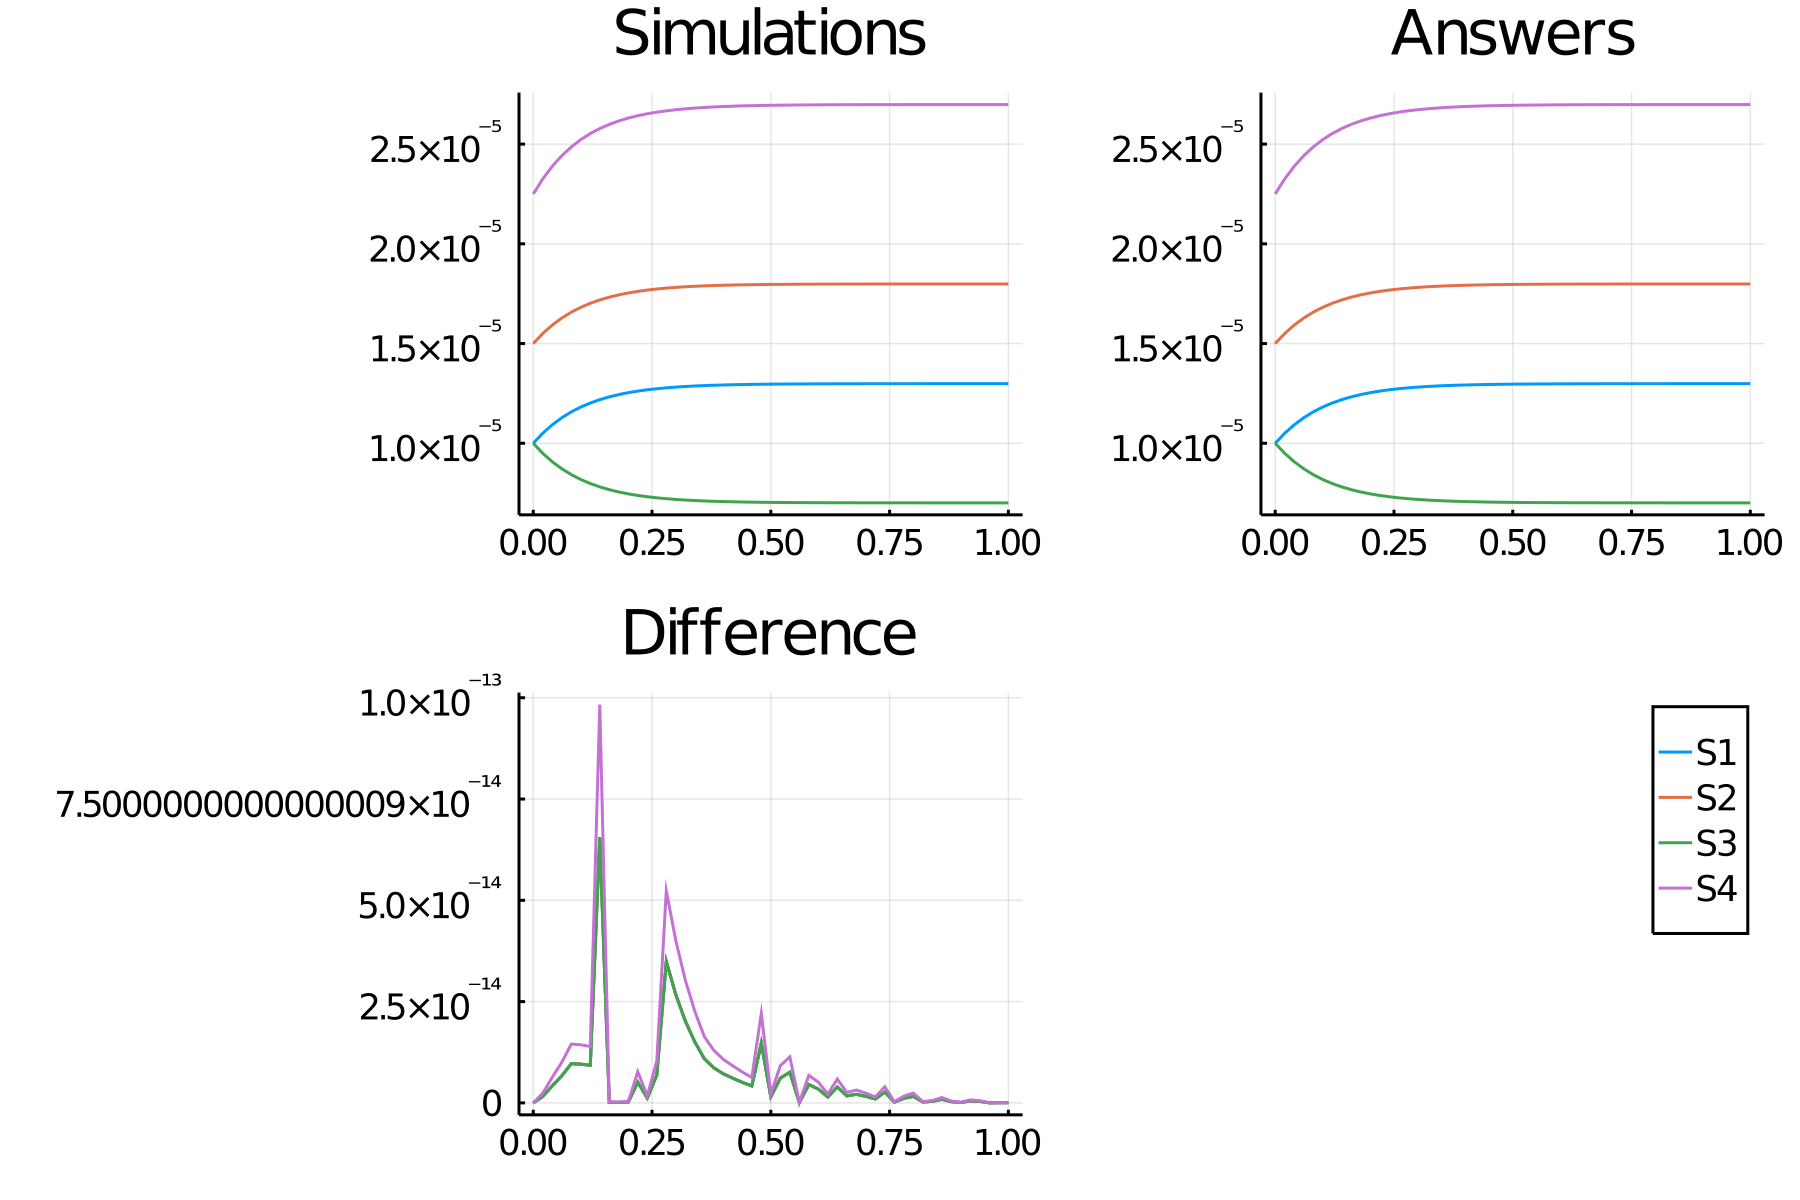 Simulations
Answers
2.5×10⁻⁵
2.0×10⁻⁵
1.5×10⁻⁵
1.0×10⁻⁵
0.00 0.25 0.50 0.75 1.00
2.5×10⁻⁵
2.0×10⁻⁵
1.5×10⁻⁵
1.0×10⁻⁵
0.00 0.25 0.50 0.75 1.00
Difference
1.0×10⁻¹³
7.5000000000000009×10⁻¹⁴
5.0×10⁻¹⁴
2.5×10⁻¹⁴
0
0.00 0.25 0.50 0.75 1.00
S1
S2
S3
S4